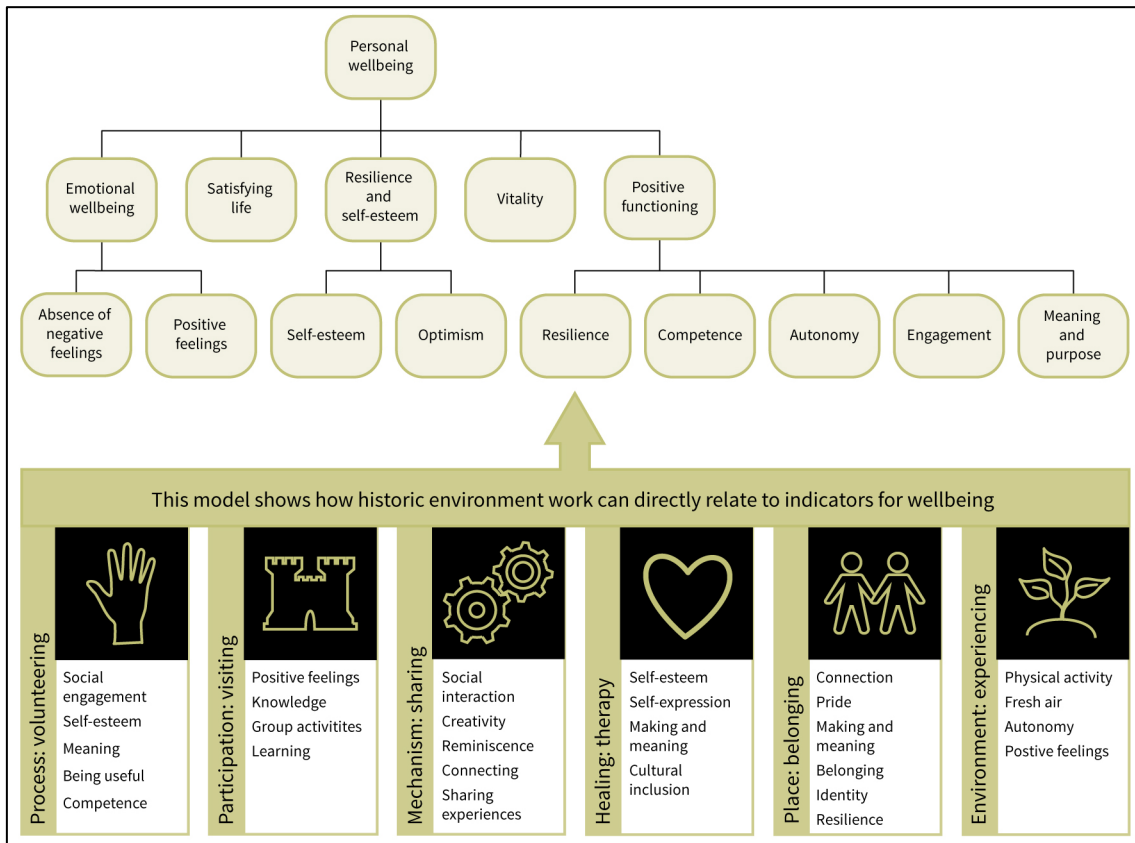 Personal
wellbeing
Emotional
wellbeing
Satisfying
life
Resilience
and
self-esteem
Vitality
Positive
functioning
Absence of
negative
feelings
Positive
feelings
Self-esteem
Optimism
Resilience
Competence
Autonomy
Engagement
Meaning
and
purpose
This model shows how historic environment work can directly relate to indicators for wellbeing
Process: volunteering
Social
engagement
Self-esteem
Meaning
Being useful
Competence
Participation: visiting
Positive feelings
Knowledge
Group activitites
Learning
Mechanism: sharing
Social
interaction
Creativity
Reminiscence
Connecting
Sharing
experiences
Healing: therapy
Self-esteem
Self-expression
Making and
meaning
Cultural
inclusion
Place: belonging
Connection
Pride
Making and
meaning
Belonging
Identity
Resilience
Environment: experiencing
Physical activity
Fresh air
Autonomy
Postive feelings